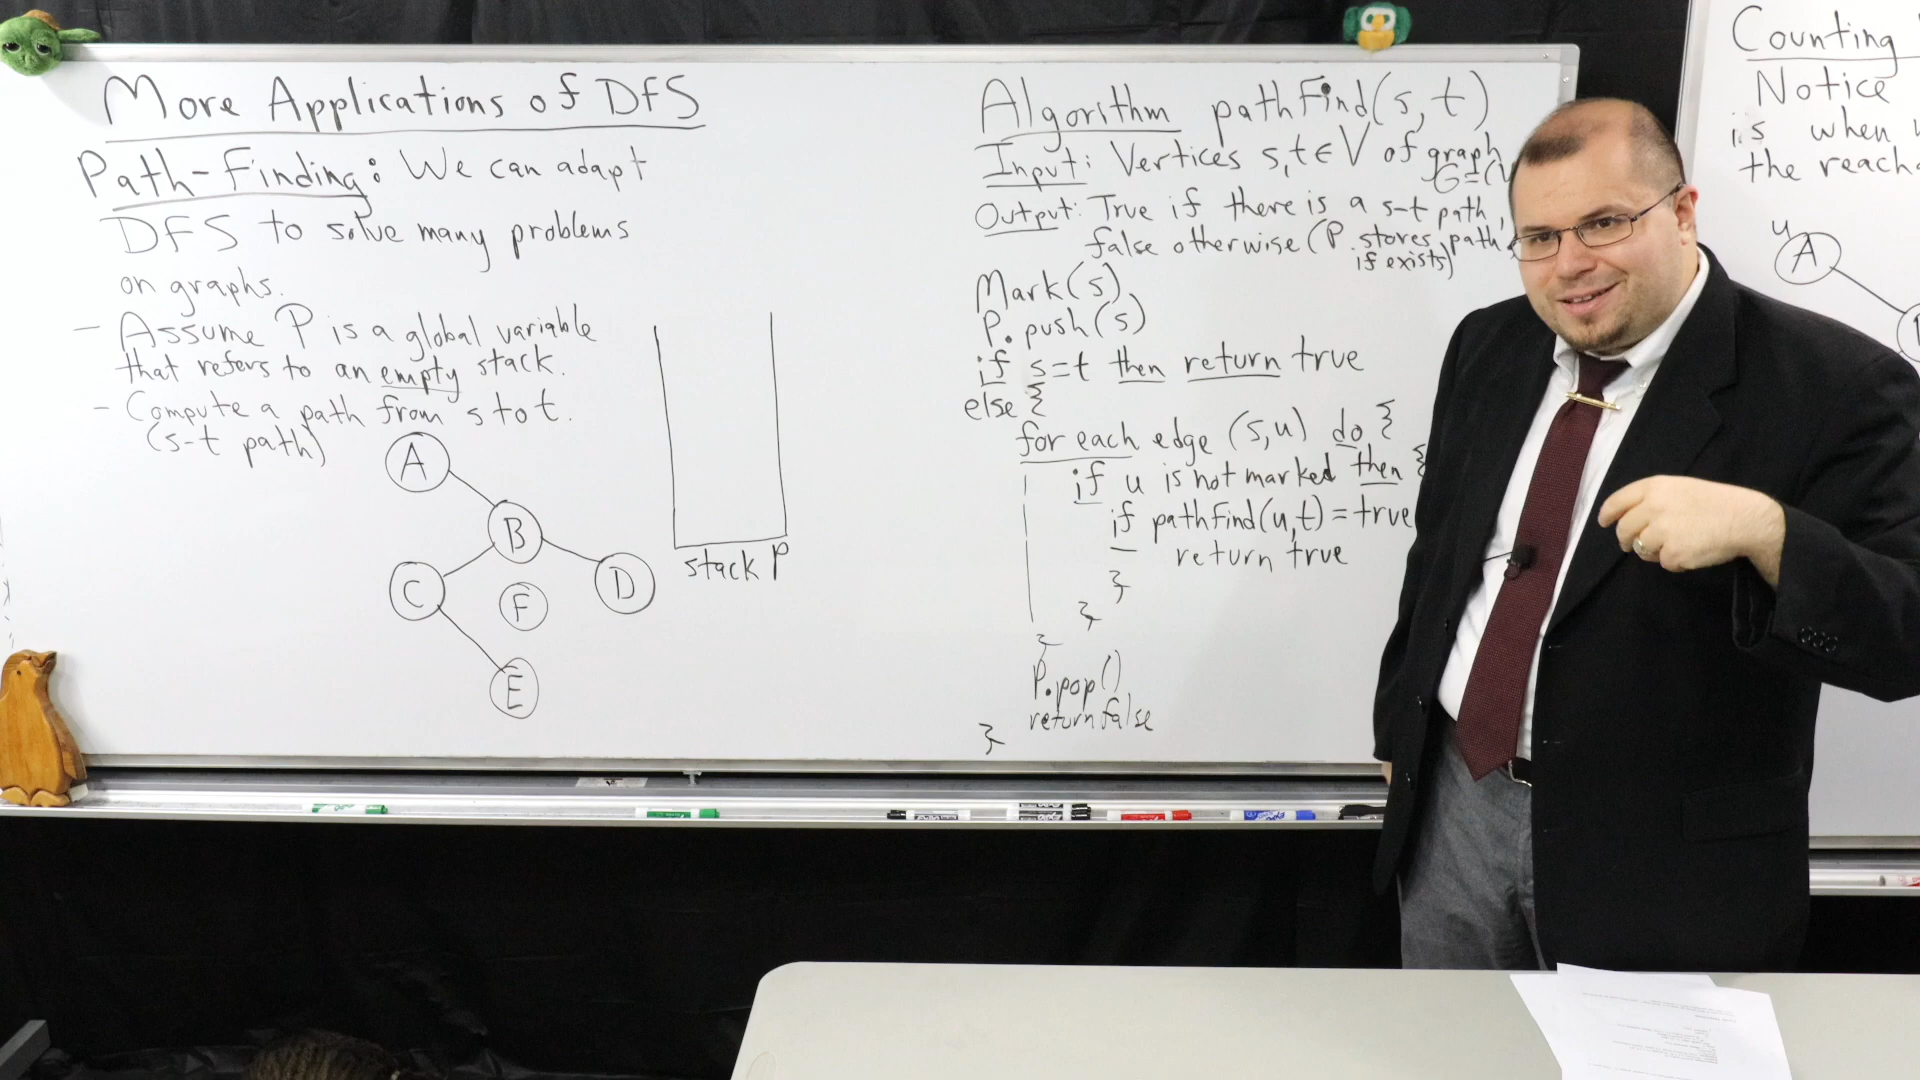 More Applications of DFS
Path-Finding: We can adapt
DFS to solve many problems
on graphs.
- Assume P is a global variable
that refers to an empty stack.
- Compute a path from s to t.
(s-t path)
A
B
C
D
F
E
stack P
Algorithm pathFind(s,t)
Input: Vertices s,t∈V of graph
G=(V
Output: True if there is a s-t path,
false otherwise (P stores path
if exists)
Mark(s)
P.push(s)
if s=t then return true
else {
for each edge (s,u) do {
if u is not marked then {
if pathfind(u,t)=true
return true
}
}
}
P.pop()
return false
}
Counting
Notice
is when
the reach
u
A